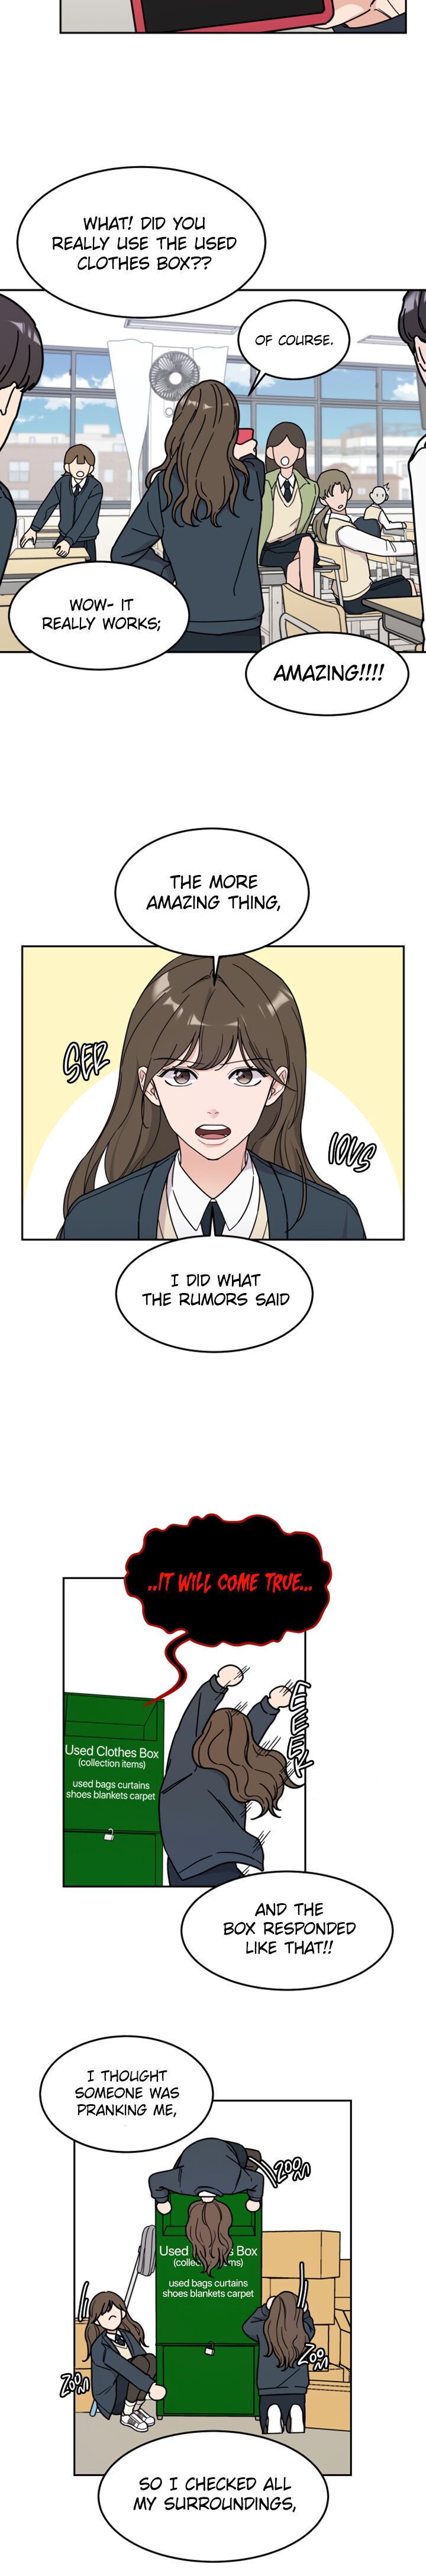 WHAT! DID YOU
REALLY USE THE USED
CLOTHES BOX??
OF COURSE.
WOW- IT
REALLY WORKS;
AMAZING!!!!
THE MORE
AMAZING THING,
SER
IOUS
I DID WHAT
THE RUMORS SAID
..IT WILL COME TRUE...
EEEEK
Used Clothes Box
(collection items)
used bags curtains
shoes blankets carpet
AND THE
BOX RESPONDED
LIKE THAT!!
I THOUGHT
SOMEONE WAS
PRANKING ME,
ZOOM
Used s Box
(colle ms)
used bags curtains
shoes blankets carpet
ZOOM
ZOOM
SO I CHECKED ALL
MY SURROUNDINGS,